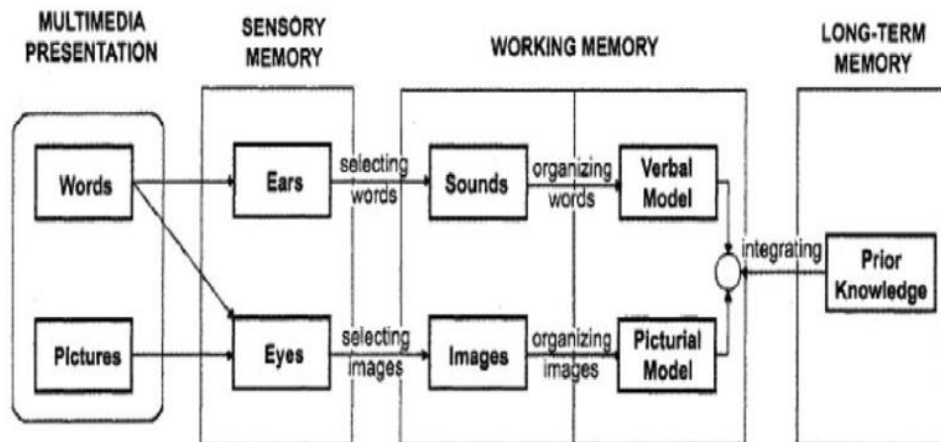 MULTIMEDIA
PRESENTATION
SENSORY
MEMORY
WORKING MEMORY
LONG-TERM
MEMORY
Words
Ears
selecting
words
Sounds
organizing
words
Verbal
Model
integrating
Prior
Knowledge
Pictures
Eyes
selecting
images
Images
organizing
images
Picturial
Model